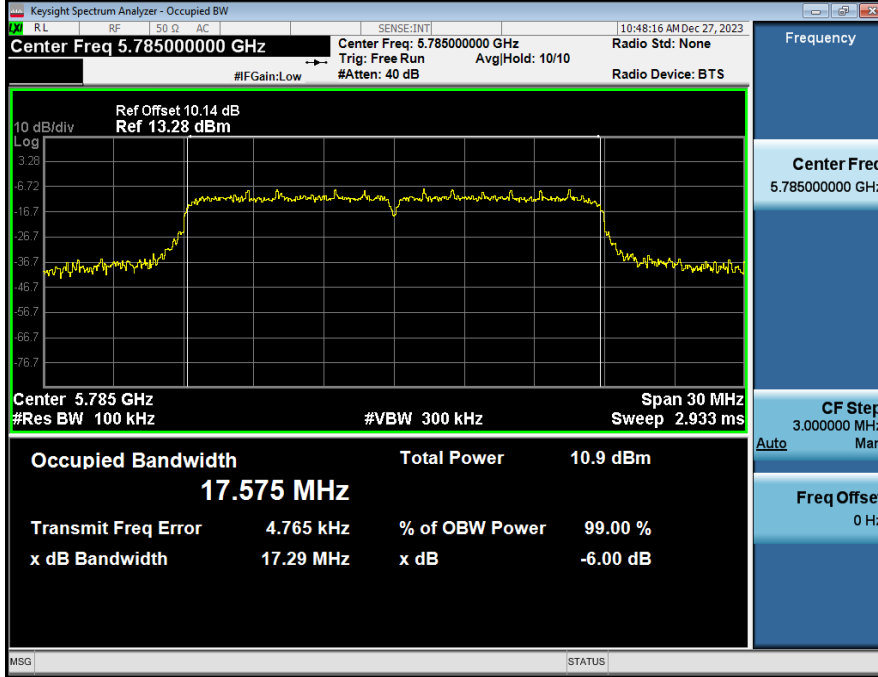 Keysight Spectrum Analyzer - Occupied BW
LXI RL RF 50 Ω AC SENSE:INT 10:48:16 AM Dec 27, 2023
Center Freq 5.785000000 GHz Center Freq: 5.785000000 GHz Radio Std: None
Trig: Free Run Avg|Hold: 10/10
#IFGain:Low #Atten: 40 dB Radio Device: BTS
Frequency
Ref Offset 10.14 dB
10 dB/div Ref 13.28 dBm
Log
3.28
-6.72
-16.7
-26.7
-36.7
-46.7
-56.7
-66.7
-76.7
Center 5.785 GHz Span 30 MHz
#Res BW 100 kHz #VBW 300 kHz Sweep 2.933 ms
Occupied Bandwidth Total Power 10.9 dBm
17.575 MHz
Transmit Freq Error 4.765 kHz % of OBW Power 99.00 %
x dB Bandwidth 17.29 MHz x dB -6.00 dB
Center Freq
5.785000000 GHz
CF Step
3.000000 MHz
Auto Man
Freq Offset
0 Hz
MSG STATUS